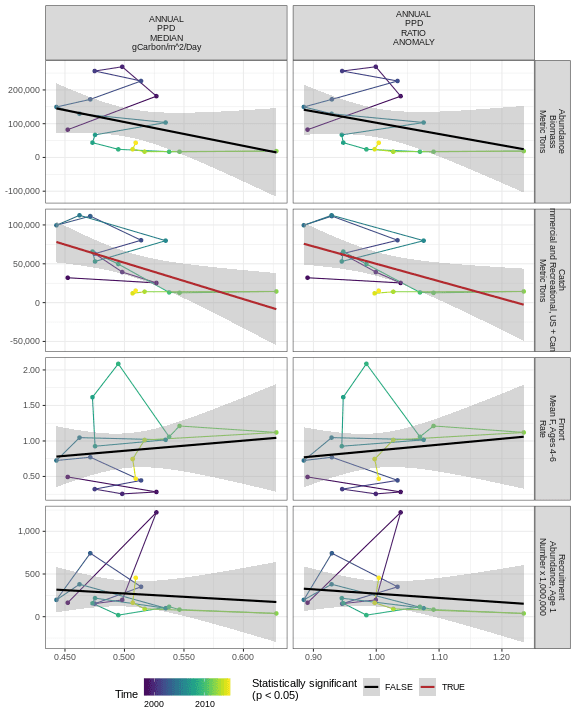 ANNUAL
PPD
MEDIAN
gCarbon/m^2/Day
ANNUAL
PPD
RATIO
ANOMALY
200,000
100,000
0
-100,000
Abundance
Biomass
Metric Tons
100,000
50,000
0
-50,000
Catch
and Recreational, US +
Metric Tons
2.00
1.50
1.00
0.50
Fmort
Mean F, Ages 4-6
Rate
1,000
500
0
Recruitment
Abundance, Age 1
Number x 1,000,000
0.450
0.500
0.550
0.600
0.90
1.00
1.10
1.20
Time
2000
2010
Statistically significant
(p < 0.05)
FALSE
TRUE